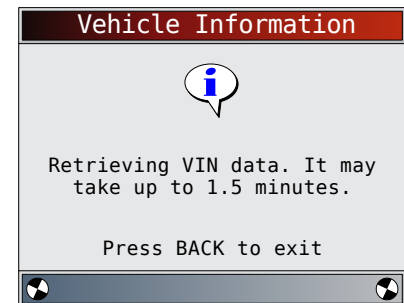 Vehicle Information
Retrieving VIN data. It may
take up to 1.5 minutes.
Press BACK to exit